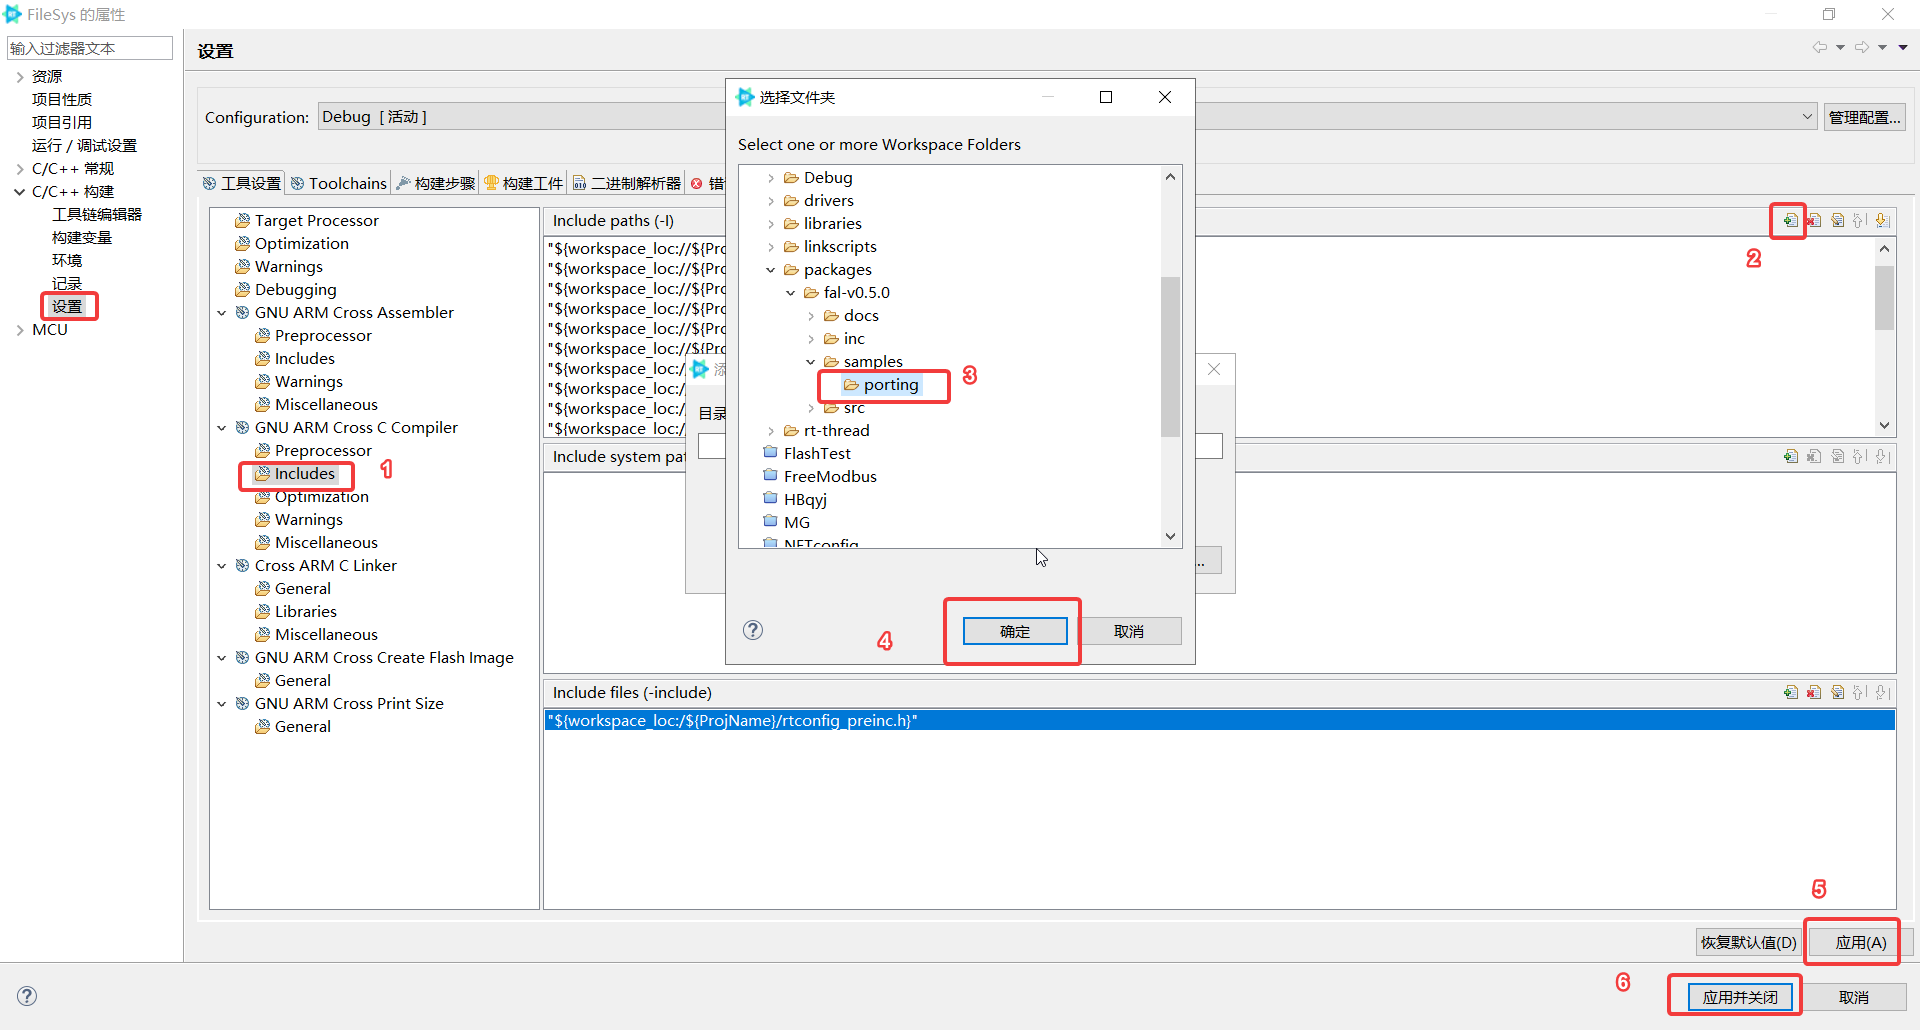 FileSys 的属性
输入过滤器文本
资源
项目性质
项目引用
运行 / 调试设置
C/C++ 常规
C/C++ 构建
工具链编辑器
构建变量
环境
记录
设置
MCU
设置
Configuration:
Debug [ 活动 ]
管理配置...
工具设置
Toolchains
构建步骤
构建工件
二进制解析器
Target Processor
Optimization
Warnings
Debugging
GNU ARM Cross Assembler
Preprocessor
Includes
Warnings
Miscellaneous
GNU ARM Cross C Compiler
Preprocessor
Includes
1
Optimization
Warnings
Miscellaneous
Cross ARM C Linker
General
Libraries
Miscellaneous
GNU ARM Cross Create Flash Image
General
GNU ARM Cross Print Size
General
Include paths (-I)
2
"${workspace_loc://${Pro
"${workspace_loc://${Pro
"${workspace_loc://${Pro
"${workspace_loc://${Pro
"${workspace_loc://${Pro
"${workspace_loc://${Pro
"${workspace_loc:/
"${workspace_loc:/
"${workspace_loc:/
"${workspace_loc:/
目录
Include system pat
选择文件夹
Select one or more Workspace Folders
Debug
drivers
libraries
linkscripts
packages
fal-v0.5.0
docs
inc
samples
porting
3
src
rt-thread
FlashTest
FreeModbus
HBqyj
MG
NETconfig
4
确定
取消
...
Include files (-include)
"${workspace_loc:/${ProjName}/rtconfig_preinc.h}"
5
恢复默认值(D)
应用(A)
6
应用并关闭
取消